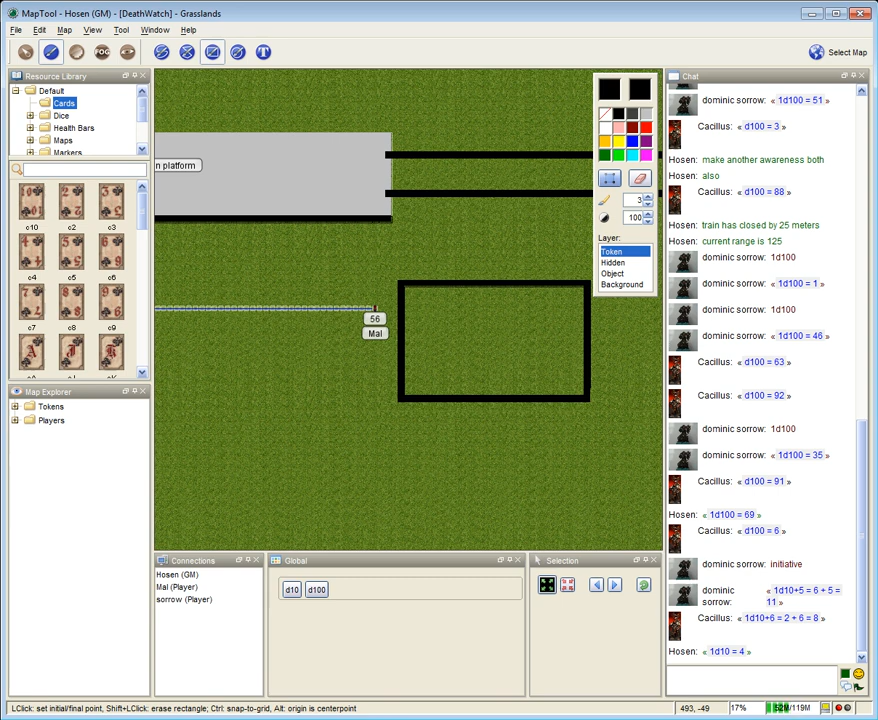 MapTool - Hosen (GM) - [DeathWatch] - Grasslands
File Edit Map View Tool Window Help
FOG
Select Map
Resource Library
Default
Cards
Dice
Health Bars
Maps
Markers
c10 c2 c3
c4 c5 c6
c7 c8 c9
Map Explorer
Tokens
Players
n platform
56
Mal
3
100
Layer:
Token
Hidden
Object
Background
Chat
dominic sorrow: « 1d100 = 51 »
Cacillus: « d100 = 3 »
Hosen: make another awareness both
Hosen: also
Cacillus: « d100 = 88 »
Hosen: train has closed by 25 meters
Hosen: current range is 125
dominic sorrow: 1d100
dominic sorrow: « 1d100 = 1 »
dominic sorrow: 1d100
dominic sorrow: « 1d100 = 46 »
Cacillus: « d100 = 63 »
Cacillus: « d100 = 92 »
dominic sorrow: 1d100
dominic sorrow: « 1d100 = 35 »
Cacillus: « d100 = 91 »
Hosen: « 1d100 = 69 »
Cacillus: « d100 = 6 »
dominic sorrow: initiative
dominic sorrow: « 1d10+5 = 6 + 5 =
11 »
Cacillus: « 1d10+6 = 2 + 6 = 8 »
Hosen: « 1d10 = 4 »
Connections
Hosen (GM)
Mal (Player)
sorrow (Player)
Global
d10 d100
Selection
LClick: set initial/final point, Shift+LClick: erase rectangle; Ctrl: snap-to-grid, Alt: origin is centerpoint
493, -49
17%
52M/119M